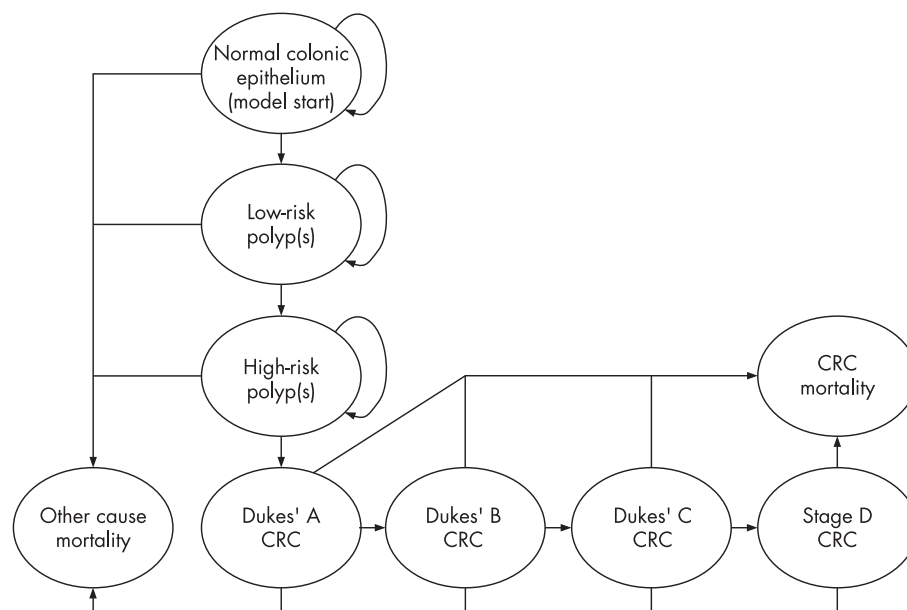 Normal colonic
epithelium
(model start)
Low-risk
polyp(s)
High-risk
polyp(s)
CRC
mortality
Other cause
mortality
Dukes' A
CRC
Dukes' B
CRC
Dukes' C
CRC
Stage D
CRC